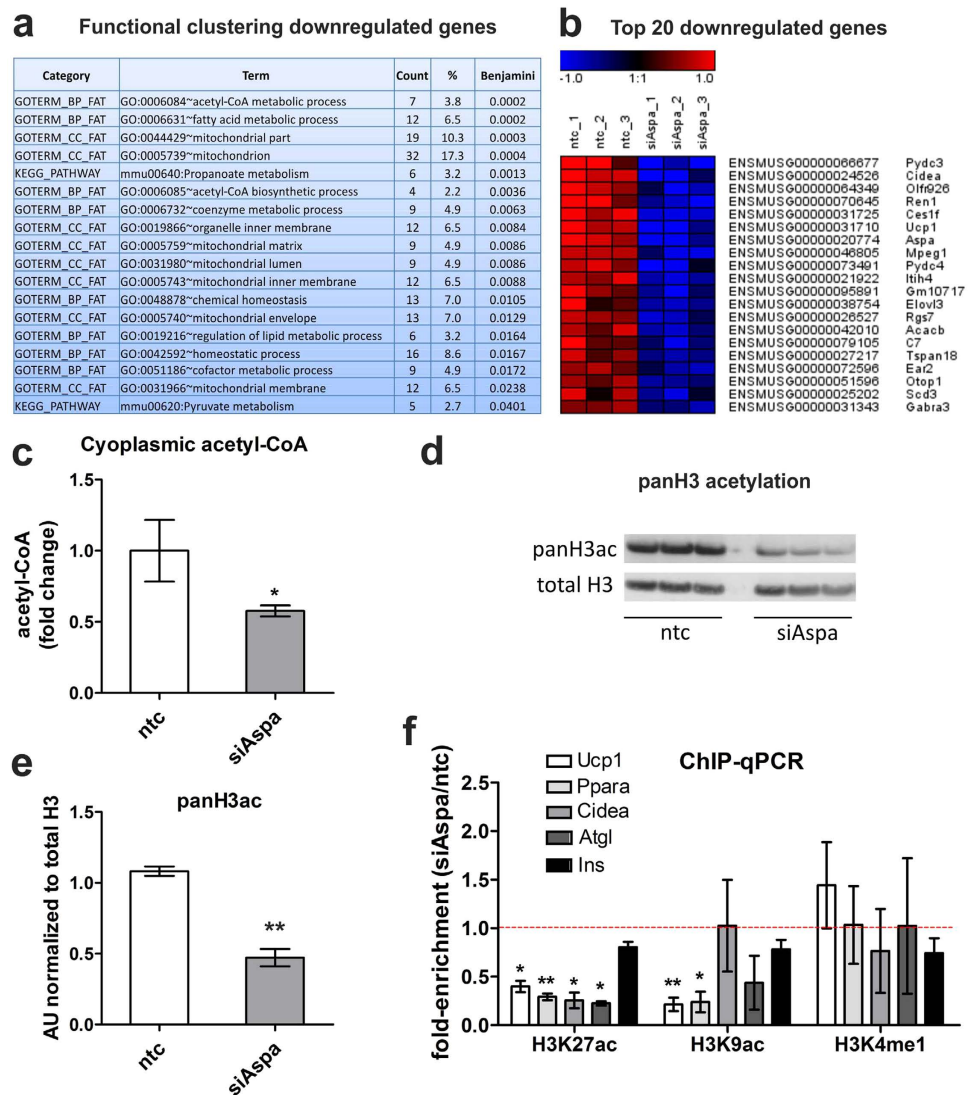 a Functional clustering downregulated genes
Category Term Count % Benjamini
GOTERM_BP_FAT GO:0006084~acetyl-CoA metabolic process 7 3.8 0.0002
GOTERM_BP_FAT GO:0006631~fatty acid metabolic process 12 6.5 0.0002
GOTERM_CC_FAT GO:0044429~mitochondrial part 19 10.3 0.0003
GOTERM_CC_FAT GO:0005739~mitochondrion 32 17.3 0.0004
KEGG_PATHWAY mmu00640:Propanoate metabolism 6 3.2 0.0013
GOTERM_BP_FAT GO:0006085~acetyl-CoA biosynthetic process 4 2.2 0.0036
GOTERM_BP_FAT GO:0006732~coenzyme metabolic process 9 4.9 0.0063
GOTERM_CC_FAT GO:0019866~organelle inner membrane 12 6.5 0.0084
GOTERM_CC_FAT GO:0005759~mitochondrial matrix 9 4.9 0.0086
GOTERM_CC_FAT GO:0031980~mitochondrial lumen 9 4.9 0.0086
GOTERM_CC_FAT GO:0005743~mitochondrial inner membrane 12 6.5 0.0088
GOTERM_BP_FAT GO:0048878~chemical homeostasis 13 7.0 0.0105
GOTERM_CC_FAT GO:0005740~mitochondrial envelope 13 7.0 0.0129
GOTERM_BP_FAT GO:0019216~regulation of lipid metabolic process 6 3.2 0.0164
GOTERM_BP_FAT GO:0042592~homeostatic process 16 8.6 0.0167
GOTERM_BP_FAT GO:0051186~cofactor metabolic process 9 4.9 0.0172
GOTERM_CC_FAT GO:0031966~mitochondrial membrane 12 6.5 0.0238
KEGG_PATHWAY mmu00620:Pyruvate metabolism 5 2.7 0.0401
b Top 20 downregulated genes
-1.0 1:1 1.0
ntc_1 ntc_2 ntc_3 siAspa_1 siAspa_2 siAspa_3
ENSMUSG00000066677 Pydc3
ENSMUSG00000024526 Cidea
ENSMUSG00000064349 Olfr926
ENSMUSG00000070645 Ren1
ENSMUSG00000031725 Ces1f
ENSMUSG00000031710 Ucp1
ENSMUSG00000020774 Aspa
ENSMUSG00000046805 Mpeg1
ENSMUSG00000073491 Pydc4
ENSMUSG00000021922 Itih4
ENSMUSG00000095891 Gm10717
ENSMUSG00000038754 Elovl3
ENSMUSG00000026527 Rgs7
ENSMUSG00000042010 Acacb
ENSMUSG00000079105 C7
ENSMUSG00000027217 Tspan18
ENSMUSG00000072596 Ear2
ENSMUSG00000051596 Otop1
ENSMUSG00000025202 Scd3
ENSMUSG00000031343 Gabra3
c Cyoplasmic acetyl-CoA
acetyl-CoA
(fold change)
1.5
1.0
0.5
0.0
*
ntc siAspa
d
panH3 acetylation
panH3ac
total H3
ntc siAspa
e
panH3ac
AU normalized to total H3
1.5
1.0
0.5
0.0
**
ntc siAspa
f
ChIP-qPCR
Ucp1
Ppara
Cidea
Atgl
Ins
fold-enrichment (siAspa/ntc)
2.5
2.0
1.5
1.0
0.5
0.0
* ** * * ** *
H3K27ac H3K9ac H3K4me1